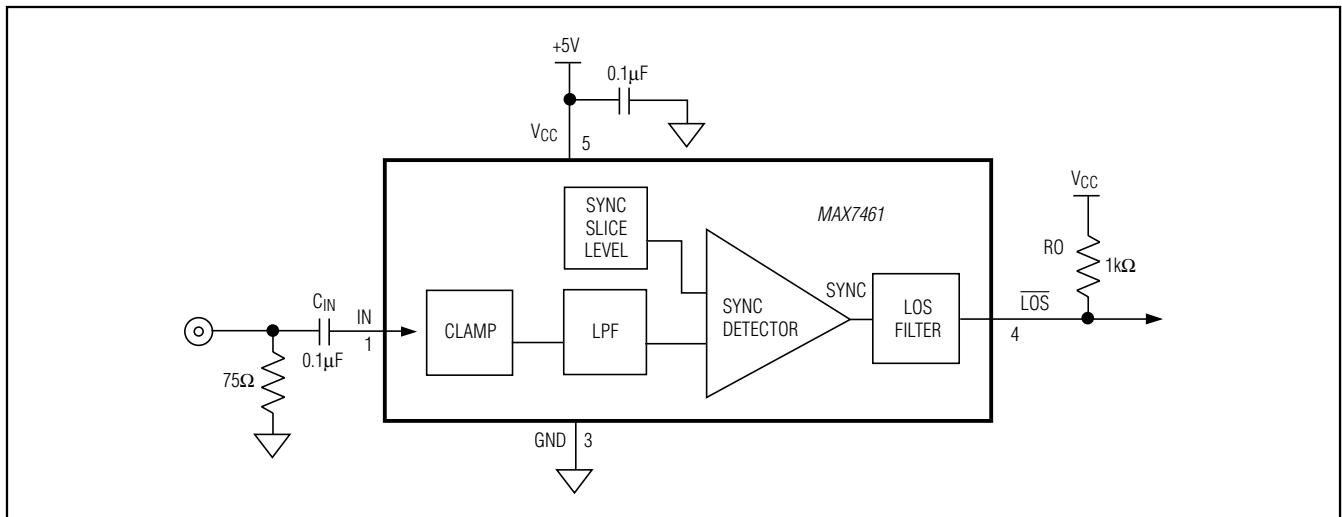 +5V
0.1μF
VCC
5
SYNC
SLICE
LEVEL
MAX7461
VCC
RO
1kΩ
CIN
0.1μF
IN
1
75Ω
CLAMP
LPF
SYNC
DETECTOR
SYNC
LOS
FILTER
L̅O̅S̅
4
GND
3